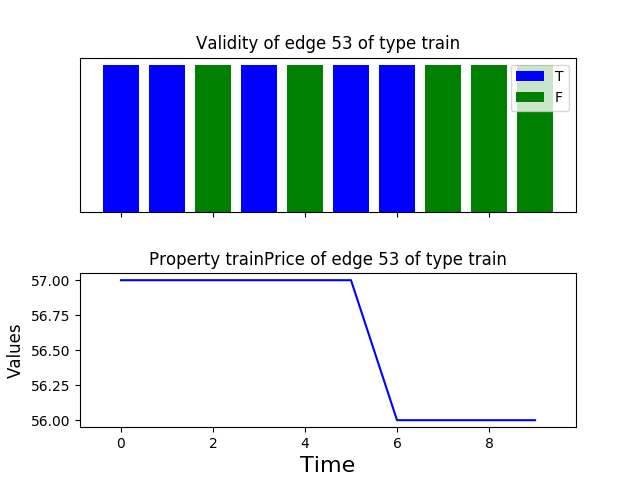 Validity of edge 53 of type train
T
F
Property trainPrice of edge 53 of type train
57.00
56.75
56.50
56.25
56.00
Values
0 2 4 6 8
Time